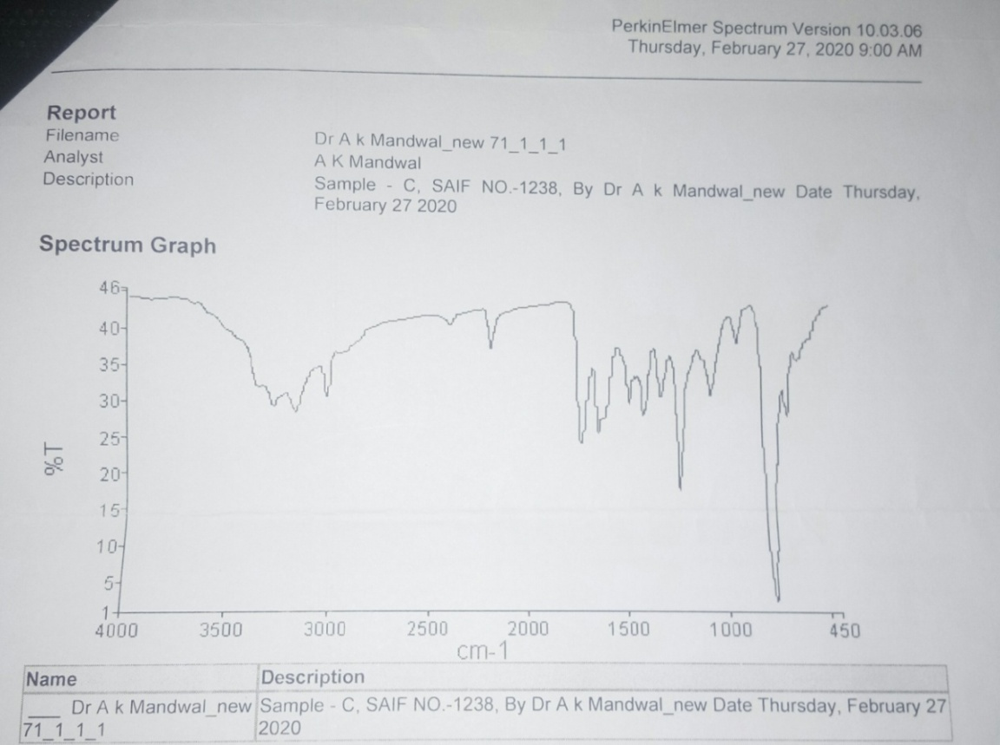 PerkinElmer Spectrum Version 10.03.06
Thursday, February 27, 2020 9:00 AM
Report
Filename Dr A k Mandwal_new 71_1_1_1
Analyst A K Mandwal
Description Sample - C, SAIF NO.-1238, By Dr A k Mandwal_new Date Thursday,
February 27 2020
Spectrum Graph
46
40
35
30
25
20
15
10
5
1
%T
4000 3500 3000 2500 2000 1500 1000 450
cm-1
Name Description
Dr A k Mandwal_new Sample - C, SAIF NO.-1238, By Dr A k Mandwal_new Date Thursday, February 27
71_1_1_1 2020